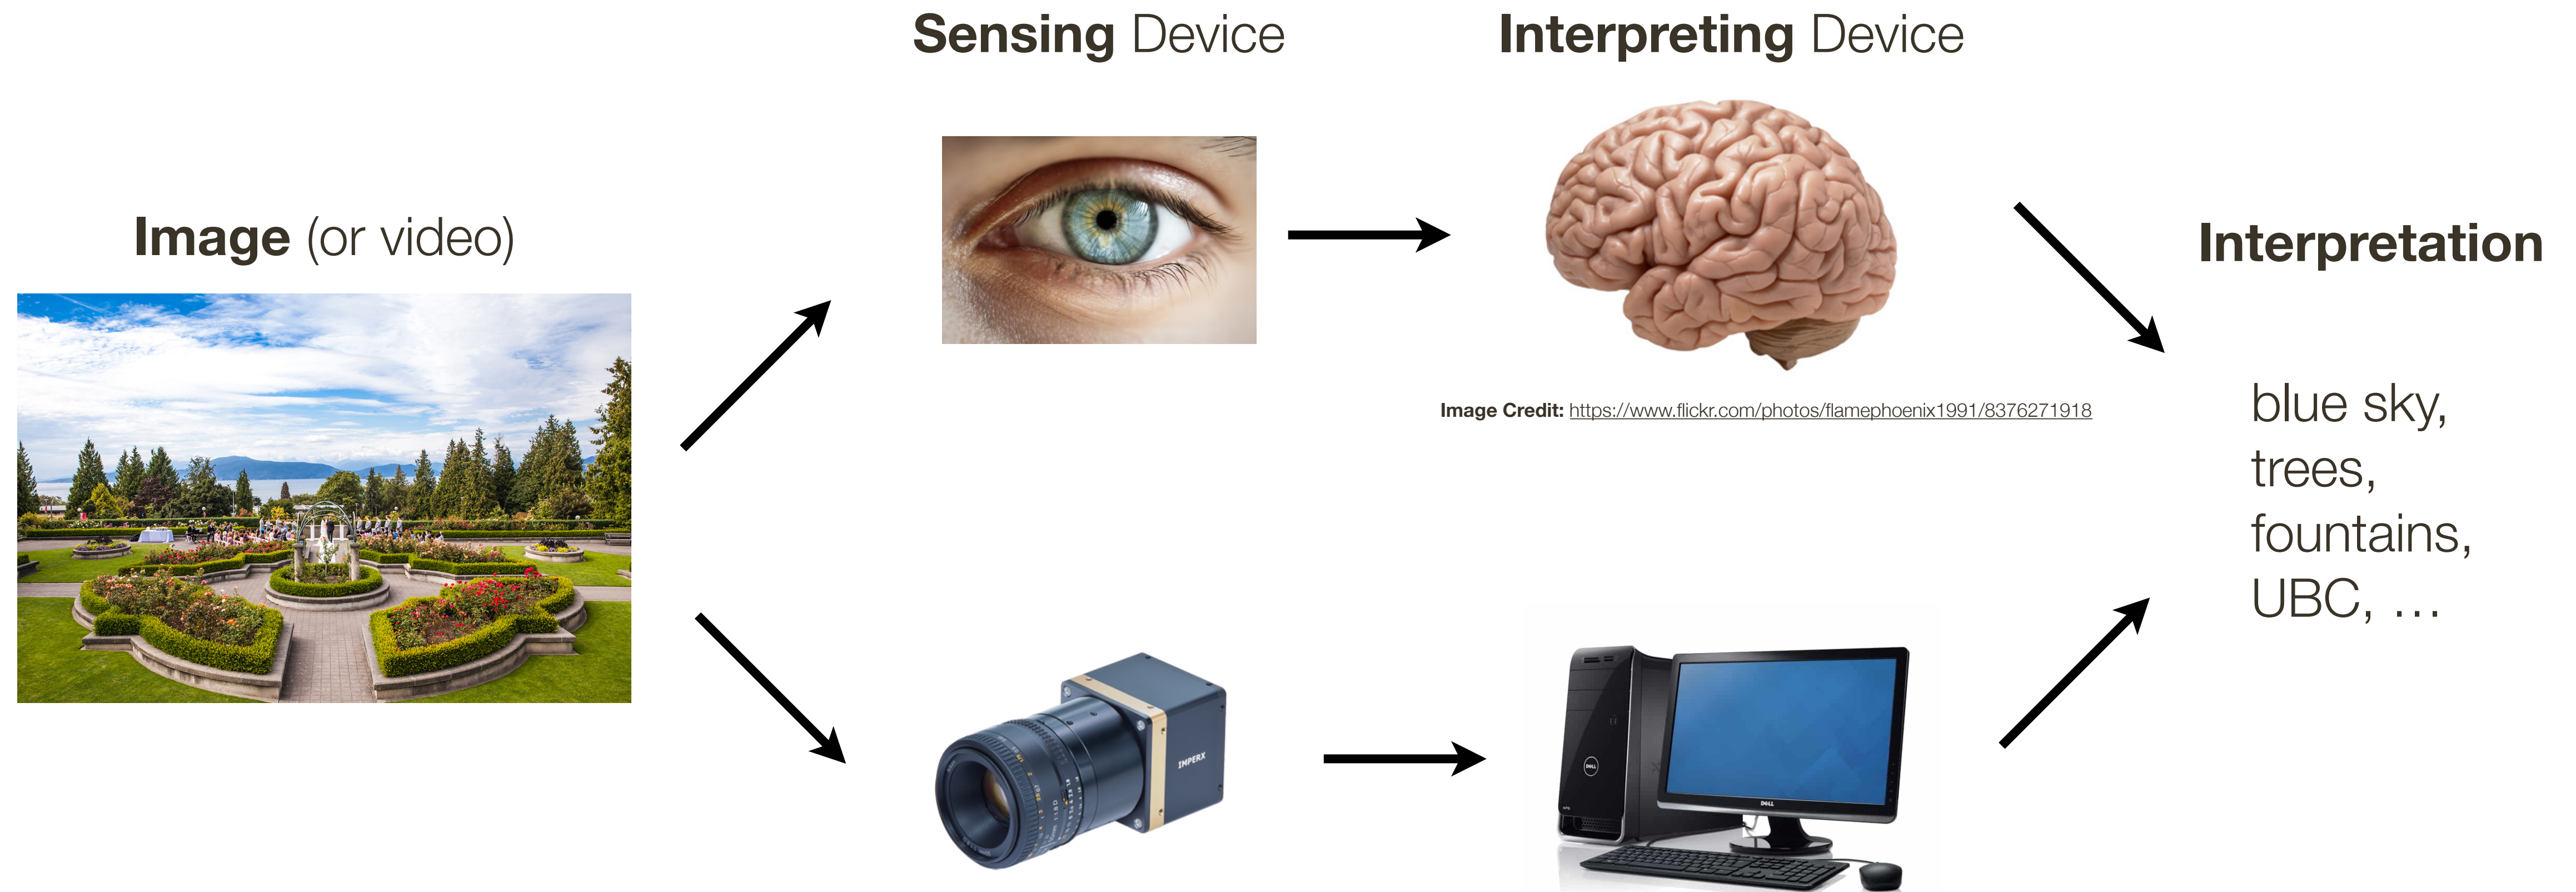 Sensing Device
Interpreting Device
Image (or video)
Interpretation
Image Credit: https://www.flickr.com/photos/flamephoenix1991/8376271918
blue sky,
trees,
fountains,
UBC, …
IMPERX
DELL
DELL